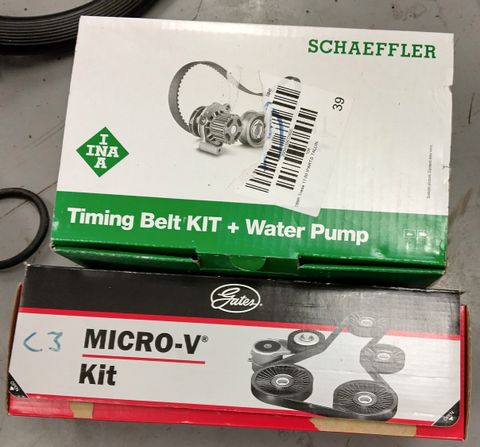 SCHAEFFLER
39
I
INA
A
Timing Belt KIT + Water Pump
Gates
C3
MICRO-V®
Kit